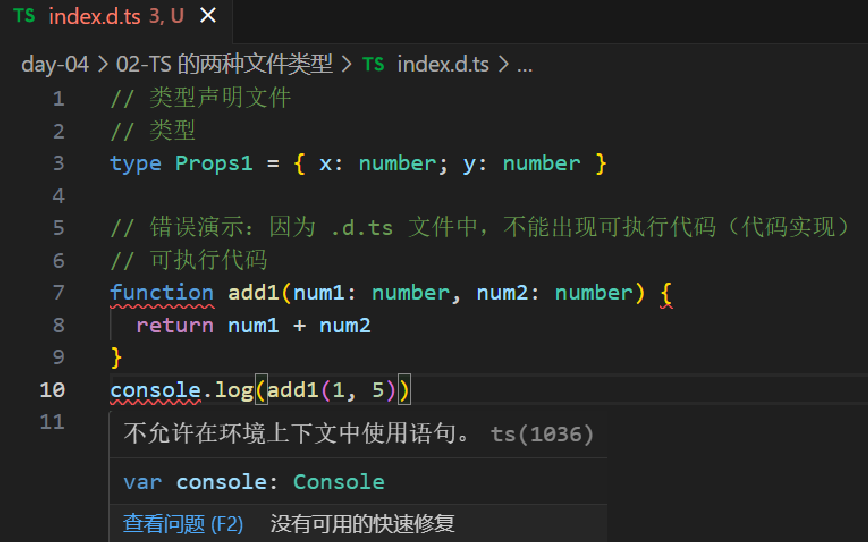 TS index.d.ts 3, U ×
day-04 > 02-TS 的两种文件类型 > TS index.d.ts > ...
1 // 类型声明文件
2 // 类型
3 type Props1 = { x: number; y: number }
4
5 // 错误演示：因为 .d.ts 文件中，不能出现可执行代码（代码实现）
6 // 可执行代码
7 function add1(num1: number, num2: number) {
8 return num1 + num2
9 }
10 console.log(add1(1, 5))
11
不允许在环境上下文中使用语句。 ts(1036)
var console: Console
查看问题 (F2) 没有可用的快速修复